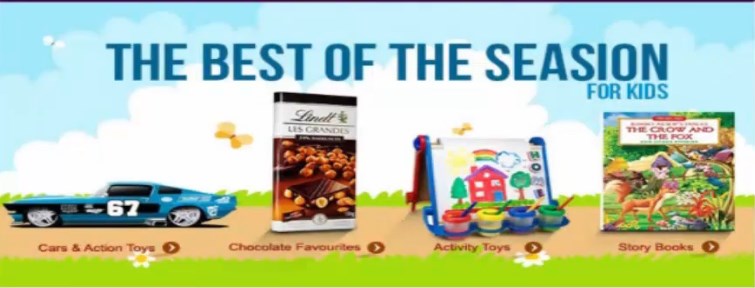 THE BEST OF THE SEASION
FOR KIDS
Lindt
LES GRANDES
THE CROW AND
THE FOX
67
Cars & Action Toys
Chocolate Favourites
Activity Toys
Story Books